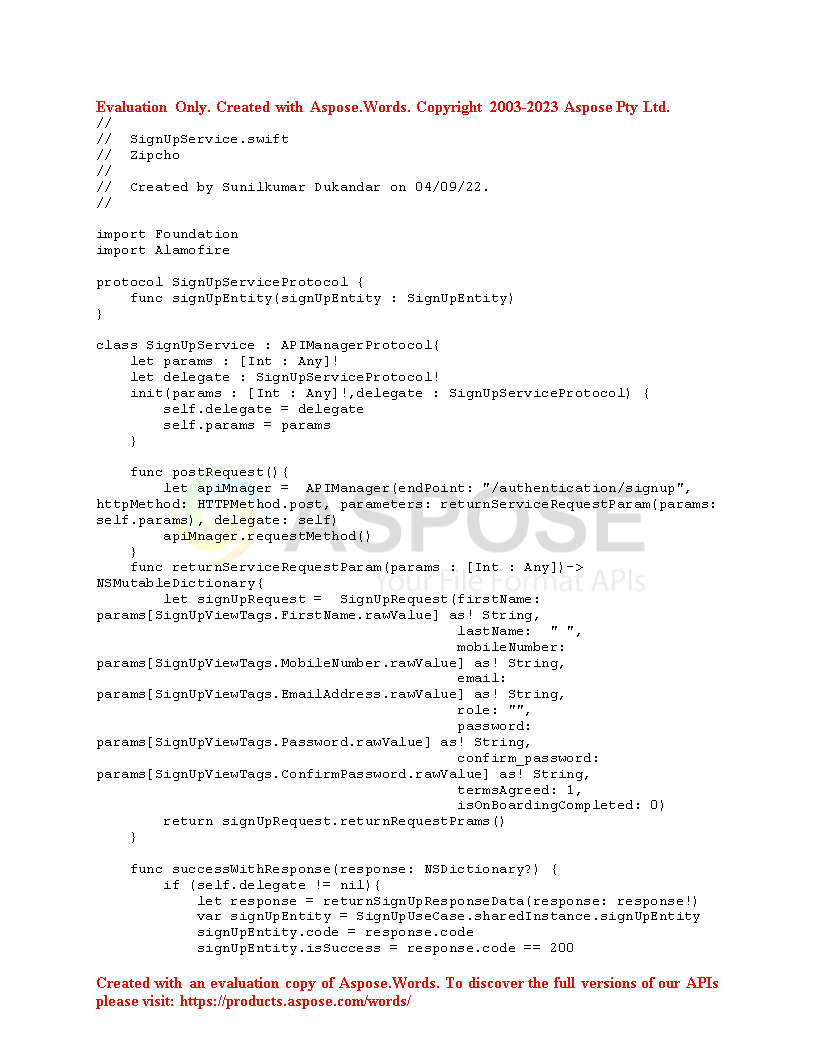 Evaluation Only. Created with Aspose.Words. Copyright 2003-2023 Aspose Pty Ltd.
//
//  SignUpService.swift
//  Zipcho
//
//  Created by Sunilkumar Dukandar on 04/09/22.
//
import Foundation
import Alamofire
protocol SignUpServiceProtocol {
    func signUpEntity(signUpEntity : SignUpEntity)
}
class SignUpService : APIManagerProtocol{
    let params : [Int : Any]!
    let delegate : SignUpServiceProtocol!
    init(params : [Int : Any]!,delegate : SignUpServiceProtocol) {
        self.delegate = delegate
        self.params = params
    }
    func postRequest(){
        let apiMnager =  APIManager(endPoint: "/authentication/signup",
httpMethod: HTTPMethod.post, parameters: returnServiceRequestParam(params:
self.params), delegate: self)
        apiMnager.requestMethod()
    }
    func returnServiceRequestParam(params : [Int : Any])->
NSMutableDictionary{
        let signUpRequest =  SignUpRequest(firstName:
params[SignUpViewTags.FirstName.rawValue] as! String,
                                           lastName:  " ",
                                           mobileNumber:
params[SignUpViewTags.MobileNumber.rawValue] as! String,
                                           email:
params[SignUpViewTags.EmailAddress.rawValue] as! String,
                                           role: "",
                                           password:
params[SignUpViewTags.Password.rawValue] as! String,
                                           confirm_password:
params[SignUpViewTags.ConfirmPassword.rawValue] as! String,
                                           termsAgreed: 1,
                                           isOnBoardingCompleted: 0)
        return signUpRequest.returnRequestPrams()
    }
    func successWithResponse(response: NSDictionary?) {
        if (self.delegate != nil){
            let response = returnSignUpResponseData(response: response!)
            var signUpEntity = SignUpUseCase.sharedInstance.signUpEntity
            signUpEntity.code = response.code
            signUpEntity.isSuccess = response.code == 200
Created with an evaluation copy of Aspose.Words. To discover the full versions of our APIs
please visit: https://products.aspose.com/words/
ASPOSE
Your File Format APIs